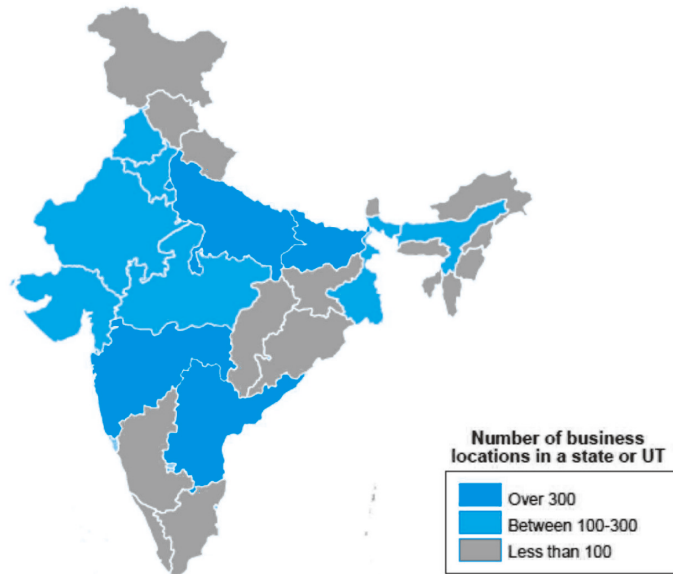 Number of business
locations in a state or UT
Over 300
Between 100-300
Less than 100